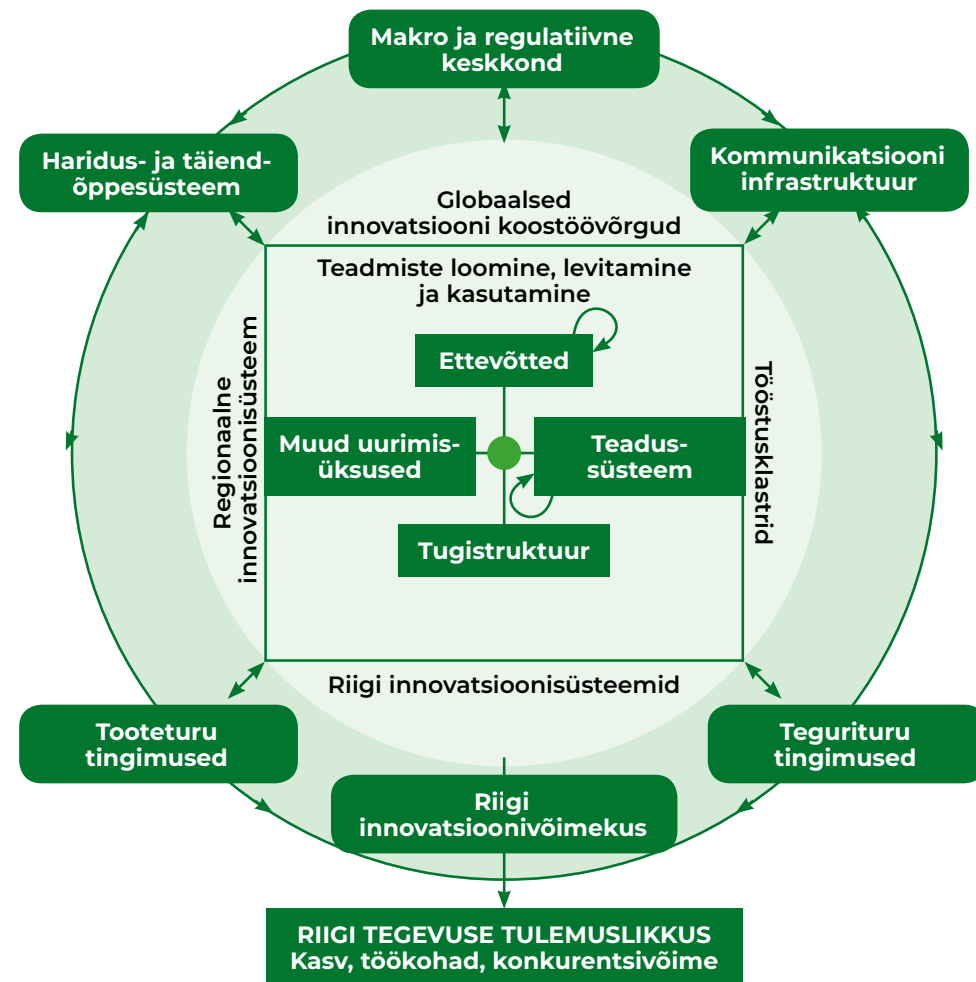 Makro ja regulatiivne
keskkond
Haridus- ja täiend-
õppesüsteem
Kommunikatsiooni
infrastruktuur
Globaalsed
innovatsiooni koostöövõrgud
Teadmiste loomine, levitamine
ja kasutamine
Ettevõtted
Regionaalne
innovatsioonisüsteem
Muud uurimis-
üksused
Teadus-
süsteem
Tööstusklastrid
Tugistruktuur
Riigi innovatsioonisüsteemid
Tooteturu
tingimused
Tegurituru
tingimused
Riigi
innovatsioonivõimekus
RIIGI TEGEVUSE TULEMUSLIKKUS
Kasv, töökohad, konkurentsivõime